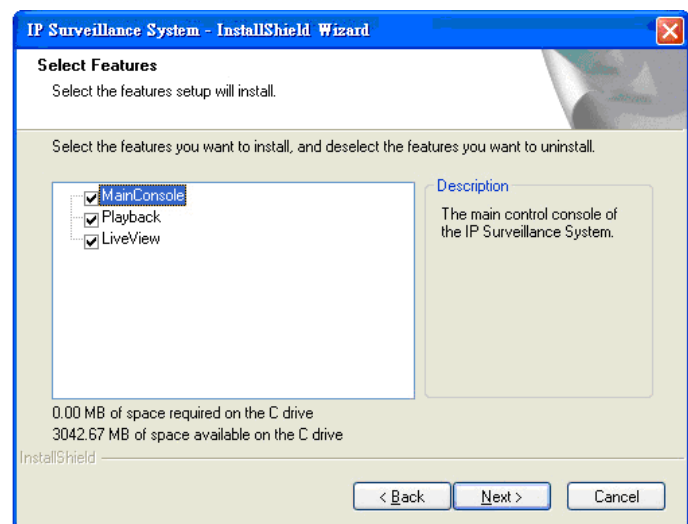 IP Surveillance System - InstallShield Wizard
Select Features
Select the features setup will install.
Select the features you want to install, and deselect the features you want to uninstall.
MainConsole
Playback
LiveView
Description
The main control console of
the IP Surveillance System.
0.00 MB of space required on the C drive
3042.67 MB of space available on the C drive
InstallShield
< Back
Next >
Cancel